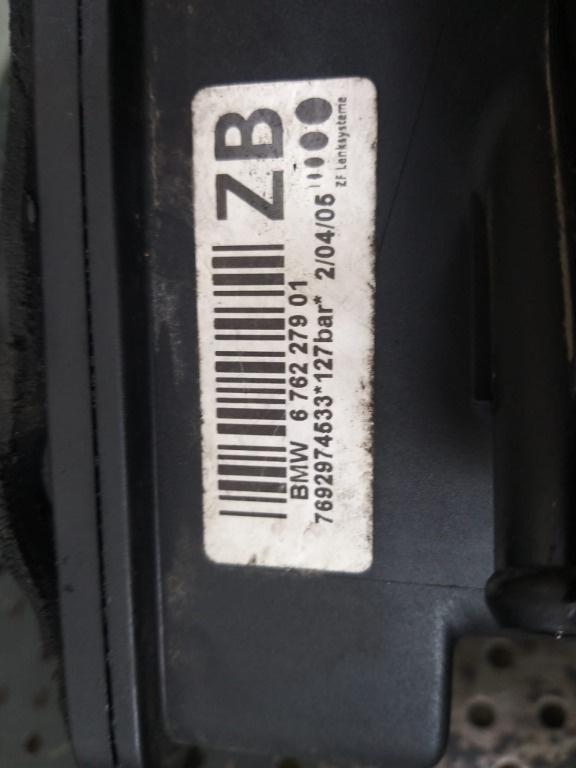 ZB
ZF Lenksysteme
BMW 6 762 279 01
7692974533*127bar* 2/04/05